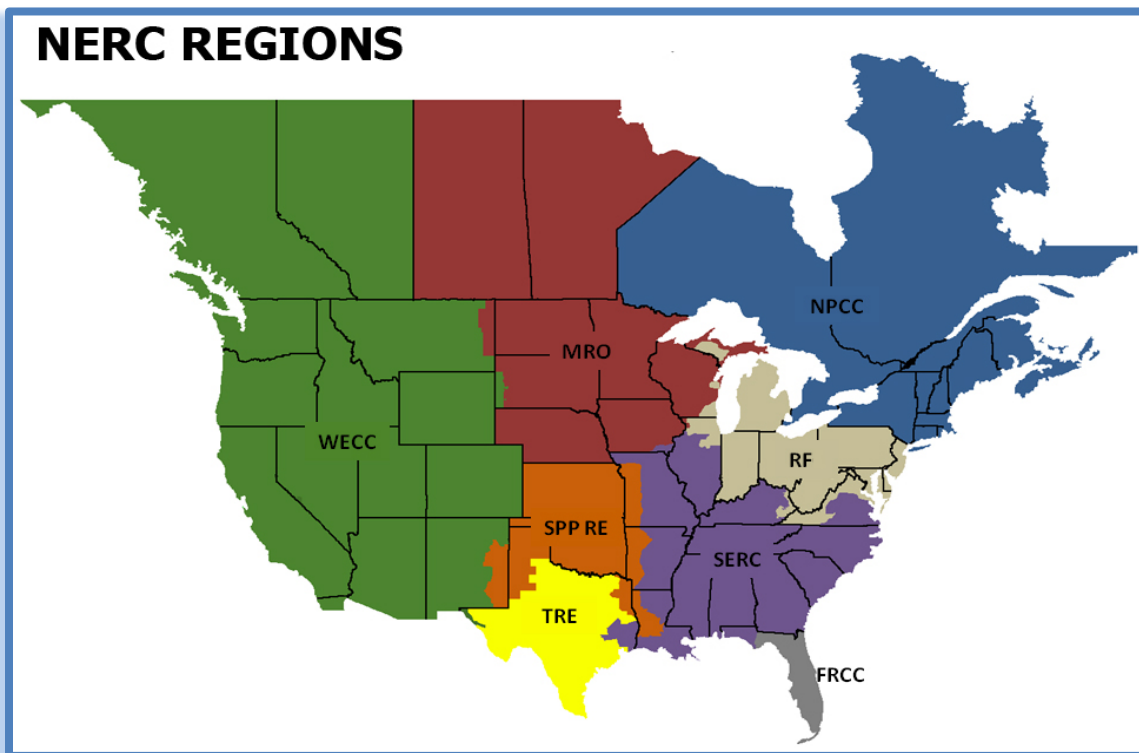 NERC REGIONS
NPCC
MRO
WECC
RF
SPP RE
SERC
TRE
FRCC